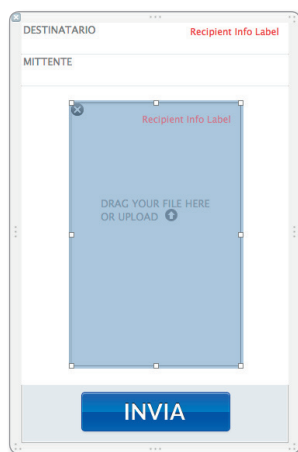 DESTINATARIO Recipient Info Label
MITTENTE
Recipient Info Label
DRAG YOUR FILE HERE
OR UPLOAD
INVIA